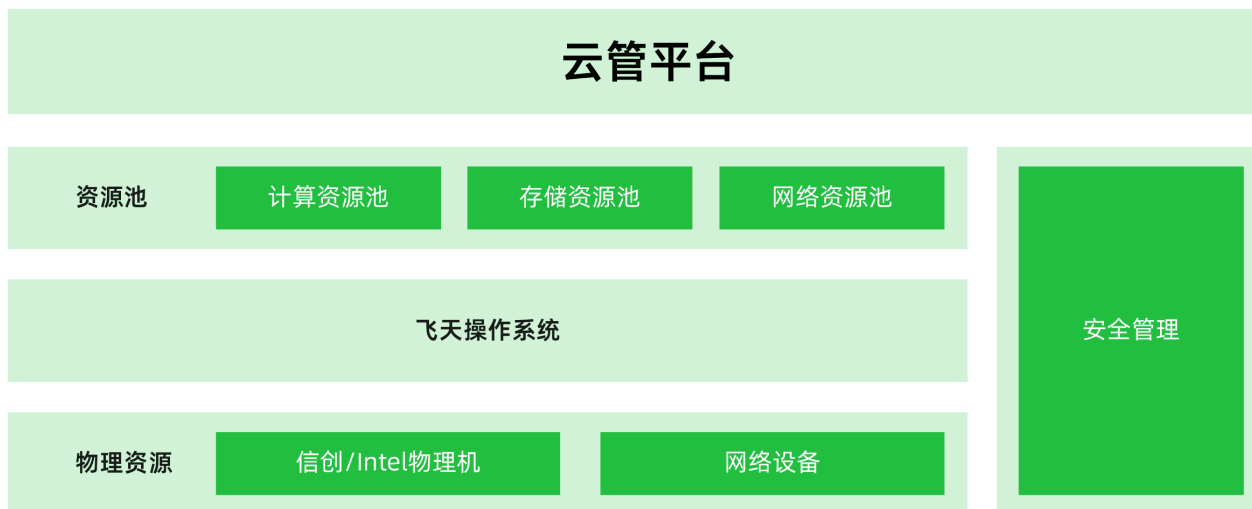 云管平台
资源池
计算资源池
存储资源池
网络资源池
飞天操作系统
安全管理
物理资源
信创/Intel物理机
网络设备